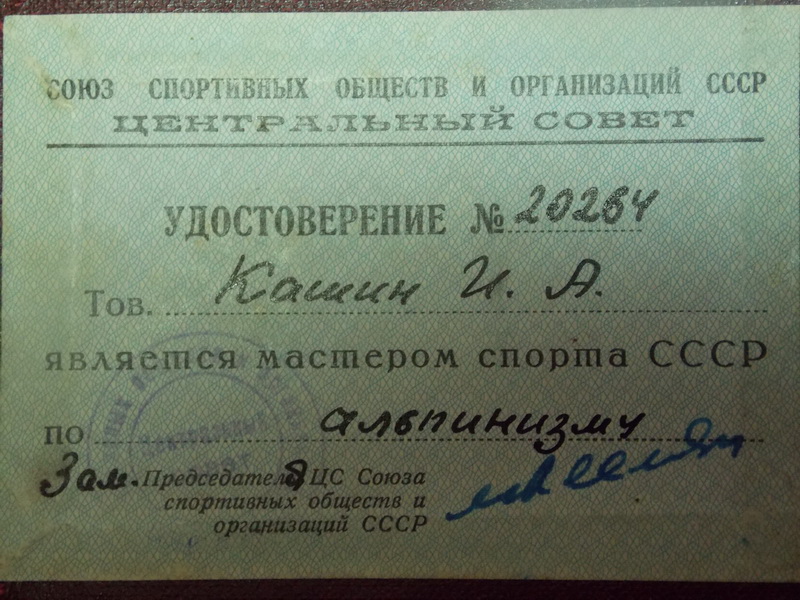 СОЮЗ СПОРТИВНЫХ ОБЩЕСТВ И ОРГАНИЗАЦИЙ СССР
ЦЕНТРАЛЬНЫЙ СОВЕТ
УДОСТОВЕРЕНИЕ № 20264
Тов. Кашин И. А.
является мастером спорта СССР
по альпинизму
Зам. Председателя ЦС Союза
спортивных обществ и
организаций СССР